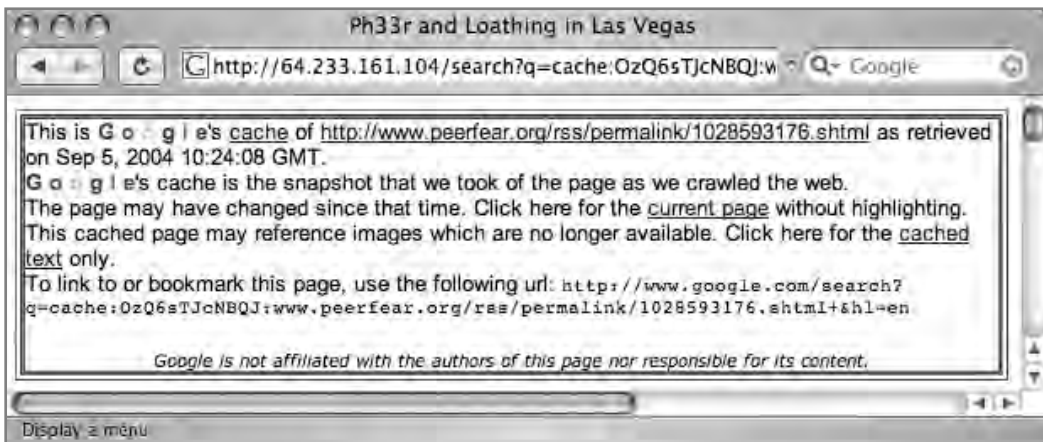 Ph33r and Loathing in Las Vegas
http://64.233.161.104/search?q=cache:OzQ6sTJcNBQJ:w
Google
This is Google's cache of http://www.peerfear.org/rss/permalink/1028593176.shtml as retrieved
on Sep 5, 2004 10:24:08 GMT.
Google's cache is the snapshot that we took of the page as we crawled the web.
The page may have changed since that time. Click here for the current page without highlighting.
This cached page may reference images which are no longer available. Click here for the cached
text only.
To link to or bookmark this page, use the following url: http://www.google.com/search?
q=cache:OzQ6sTJcNBQJ:www.peerfear.org/rss/permalink/1028593176.shtml+&hl=en
Google is not affiliated with the authors of this page nor responsible for its content.
Display a menu